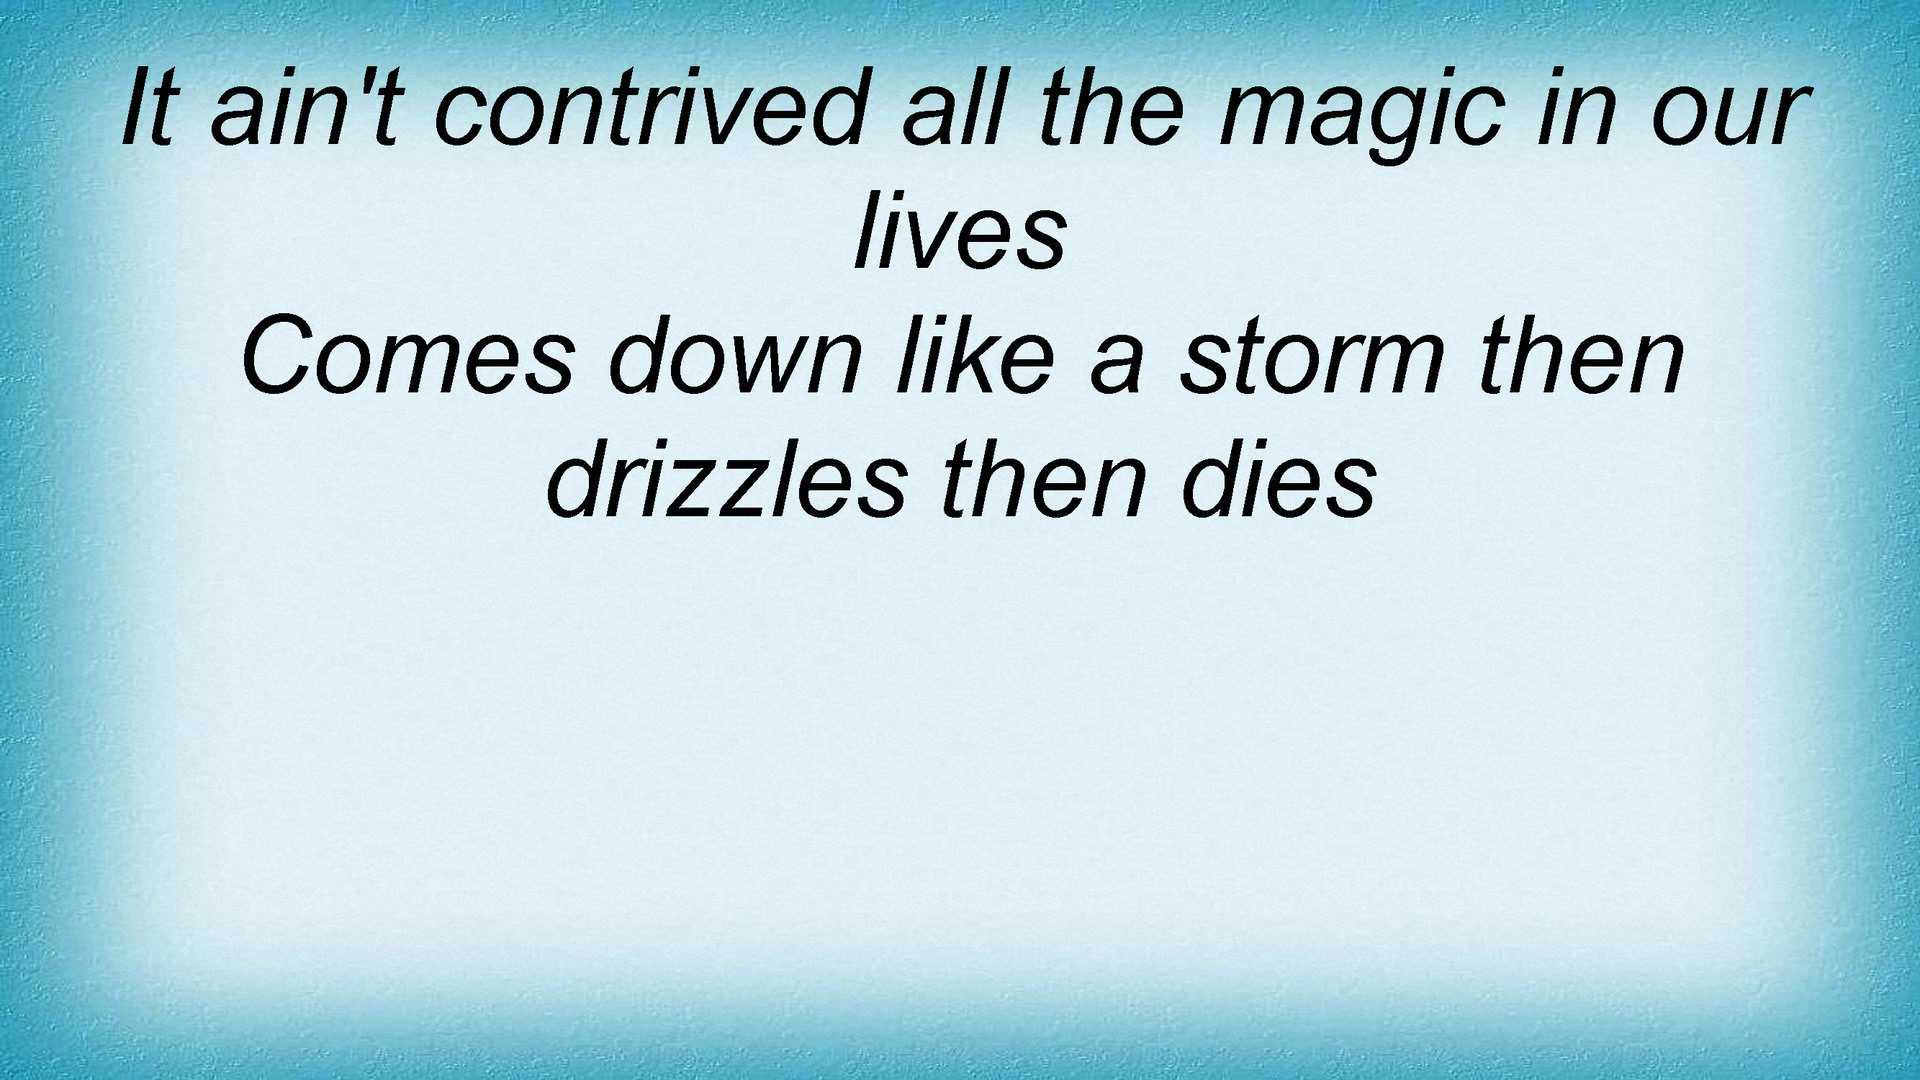 It ain't contrived all the magic in our
lives
Comes down like a storm then
drizzles then dies